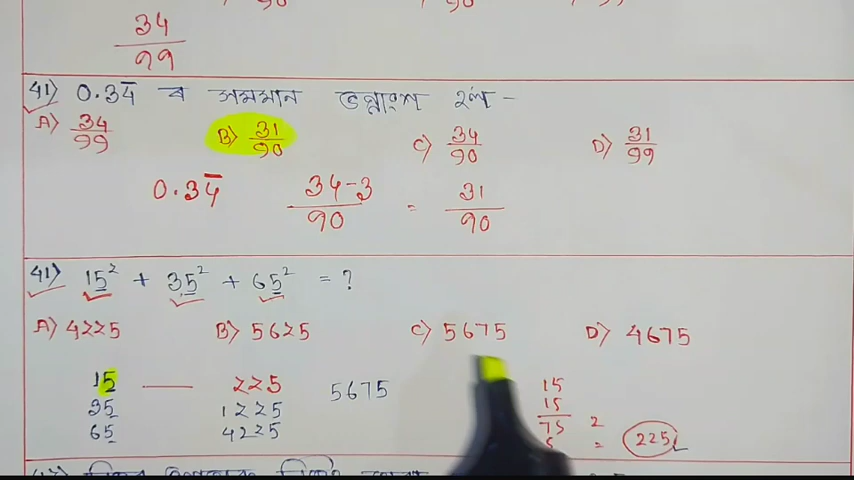 34
99
41) 0.34̅ ৰ সমমান ভগ্নাংশ হল -
A) 34/99 B) 31/90 C) 34/90 D) 31/99
0.34̅ (34-3)/90 = 31/90
41) 15² + 35² + 65² = ?
A) 4225 B) 5625 C) 5675 D) 4675
15 — 225 5675
35 1225
65 4225
15
15
75 2
5 = 225